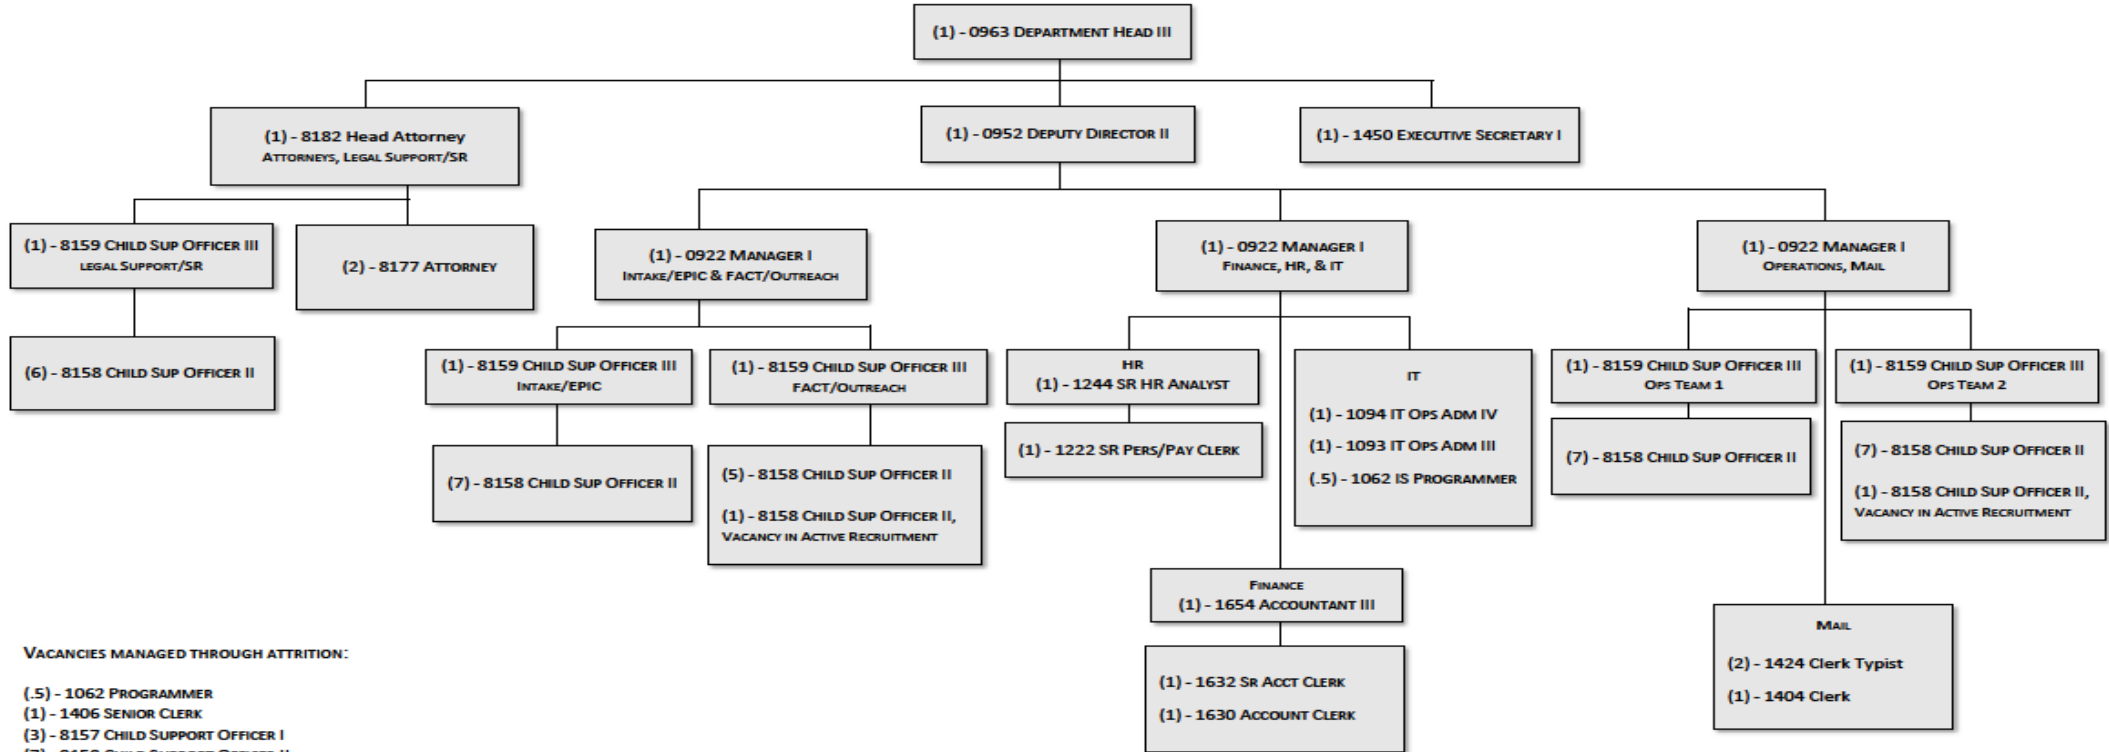 (1) - 0963 DEPARTMENT HEAD III
(1) - 8182 Head Attorney
ATTORNEYS, LEGAL SUPPORT/SR
(1) - 0952 DEPUTY DIRECTOR II
(1) - 1450 EXECUTIVE SECRETARY I
(1) - 8159 CHILD SUP OFFICER III
LEGAL SUPPORT/SR
(2) - 8177 ATTORNEY
(1) - 0922 MANAGER I
INTAKE/EPIC & FACT/OUTREACH
(1) - 0922 MANAGER I
FINANCE, HR, & IT
(1) - 0922 MANAGER I
OPERATIONS, MAIL
(6) - 8158 CHILD SUP OFFICER II
(1) - 8159 CHILD SUP OFFICER III
INTAKE/EPIC
(1) - 8159 CHILD SUP OFFICER III
FACT/OUTREACH
HR
(1) - 1244 SR HR ANALYST
IT
(1) - 1094 IT OPS ADM IV
(1) - 1093 IT OPS ADM III
(.5) - 1062 IS PROGRAMMER
(1) - 8159 CHILD SUP OFFICER III
OPS TEAM 1
(1) - 8159 CHILD SUP OFFICER III
OPS TEAM 2
(7) - 8158 CHILD SUP OFFICER II
(5) - 8158 CHILD SUP OFFICER II
(1) - 8158 CHILD SUP OFFICER II,
VACANCY IN ACTIVE RECRUITMENT
(1) - 1222 SR PERS/PAY CLERK
(7) - 8158 CHILD SUP OFFICER II
(7) - 8158 CHILD SUP OFFICER II
(1) - 8158 CHILD SUP OFFICER II,
VACANCY IN ACTIVE RECRUITMENT
FINANCE
(1) - 1654 ACCOUNTANT III
(1) - 1632 SR ACCT CLERK
(1) - 1630 ACCOUNT CLERK
MAIL
(2) - 1424 Clerk Typist
(1) - 1404 Clerk
VACANCIES MANAGED THROUGH ATTRITION:
(.5) - 1062 PROGRAMMER
(1) - 1406 SENIOR CLERK
(3) - 8157 CHILD SUPPORT OFFICER I
(7) - 8158 CHILD SUPPORT OFFICER II